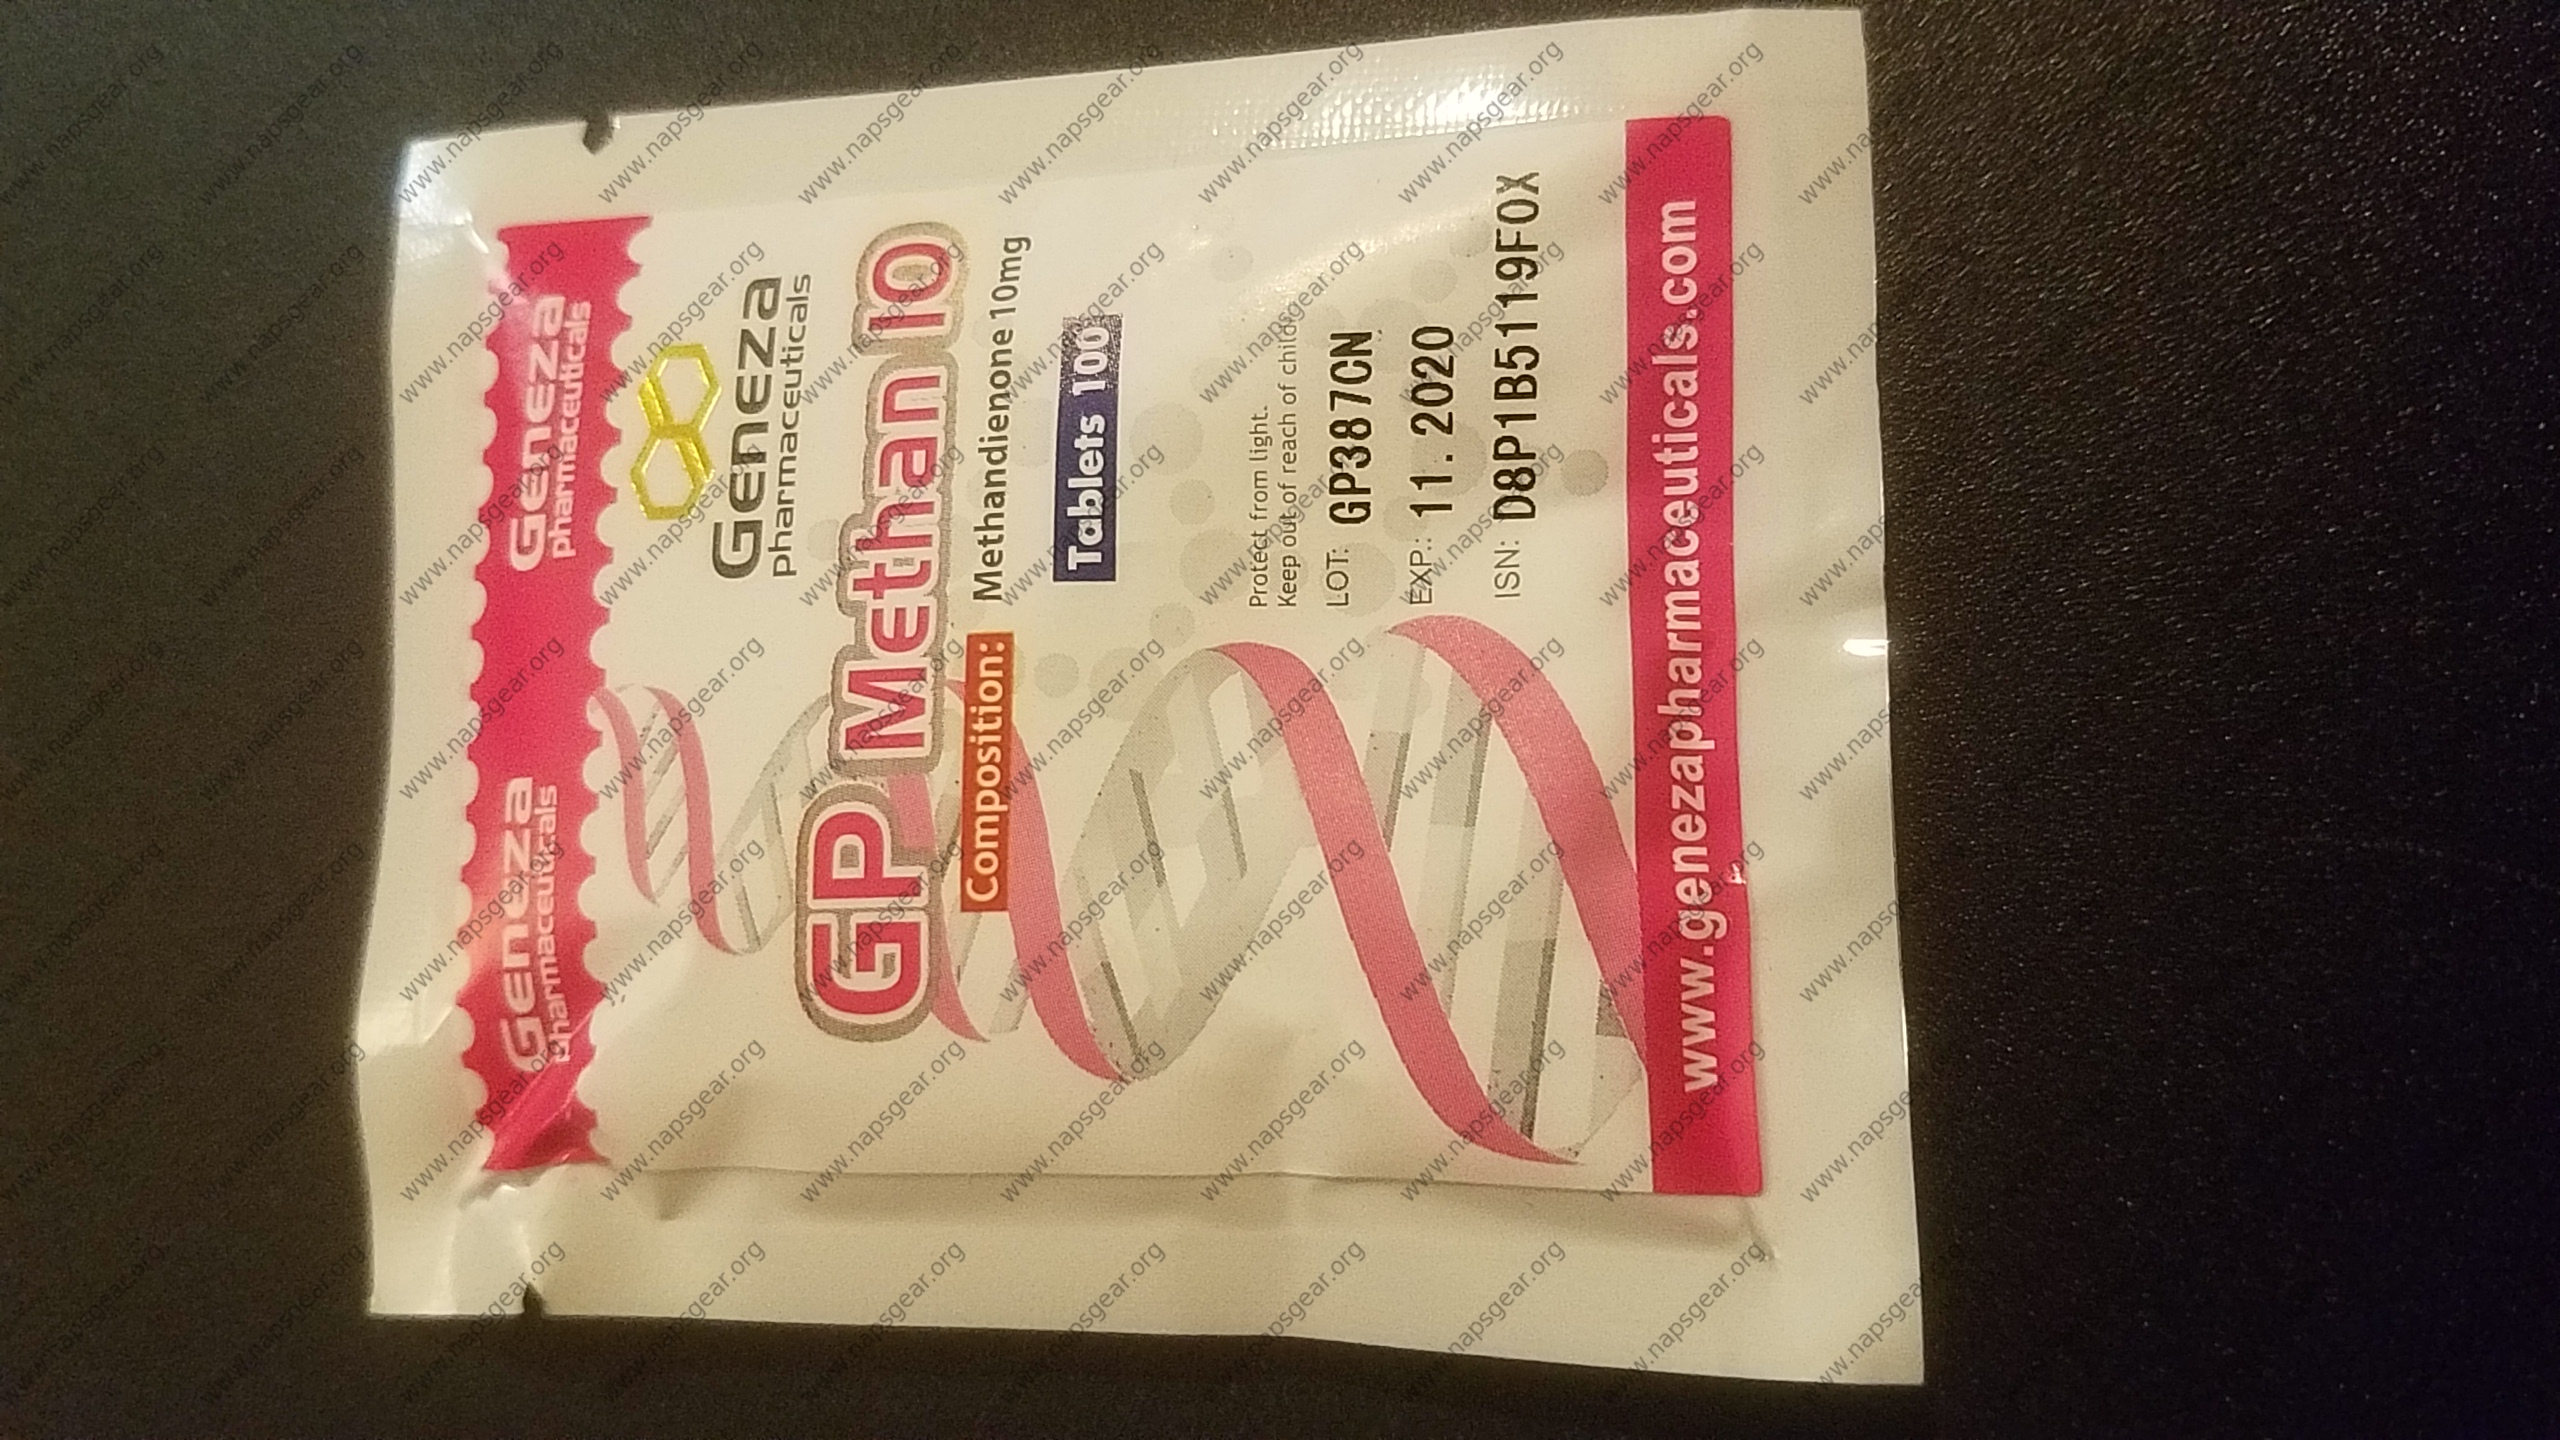 Geneza Geneza
pharmaceuticals pharmaceuticals
Geneza
pharmaceuticals
GP Methan 10
Composition: Methandienone 10mg
Tablets 100
Protect from light.
Keep out of reach of child
LOT: GP387CN
EXP.: 11.2020
ISN: D8P1B5119F0X
www.genezapharmaceuticals.com
www.napsgear.org